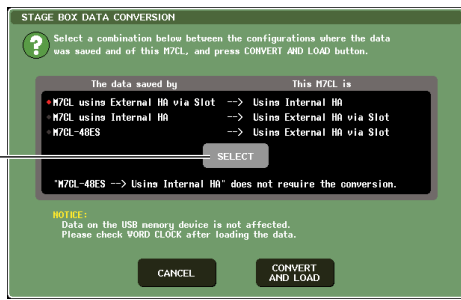 STAGE BOX DATA CONVERSION
?
Select a combination below between the configurations where the data
was saved and of this M7CL, and press CONVERT AND LOAD button.
The data saved by This M7CL is
M7CL using External HA via Slot --> Using Internal HA
M7CL using Internal HA --> Using External HA via Slot
M7CL-48ES --> Using External HA via Slot
SELECT
"M7CL-48ES --> Using Internal HA" does not require the conversion.
NOTICE:
Data on the USB memory device is not affected.
Please check WORD CLOCK after loading the data.
CANCEL
CONVERT
AND LOAD